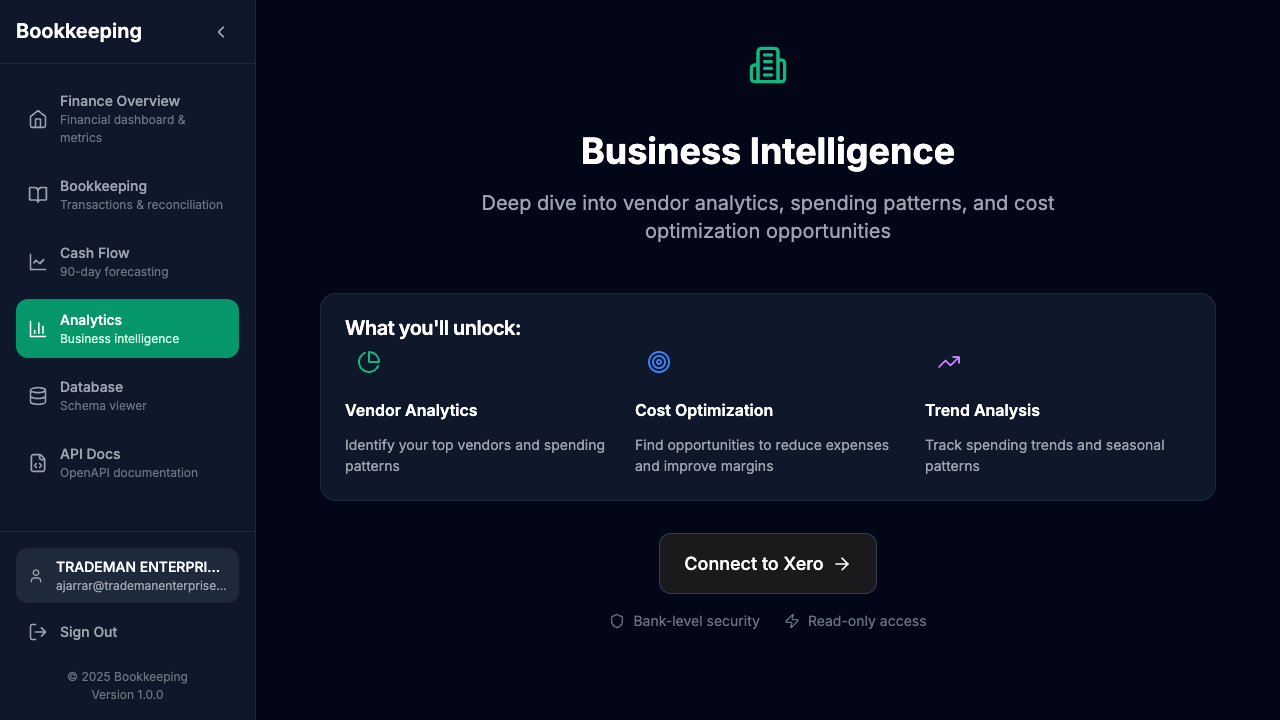 Bookkeeping
Finance Overview
Financial dashboard &
metrics
Bookkeeping
Transactions & reconciliation
Cash Flow
90-day forecasting
Analytics
Business intelligence
Database
Schema viewer
API Docs
OpenAPI documentation
TRADEMAN ENTERPRI...
ajarrar@trademanenterprise...
Sign Out
© 2025 Bookkeeping
Version 1.0.0
Business Intelligence
Deep dive into vendor analytics, spending patterns, and cost
optimization opportunities
What you'll unlock:
Vendor Analytics
Identify your top vendors and spending
patterns
Cost Optimization
Find opportunities to reduce expenses
and improve margins
Trend Analysis
Track spending trends and seasonal
patterns
Connect to Xero
Bank-level security
Read-only access